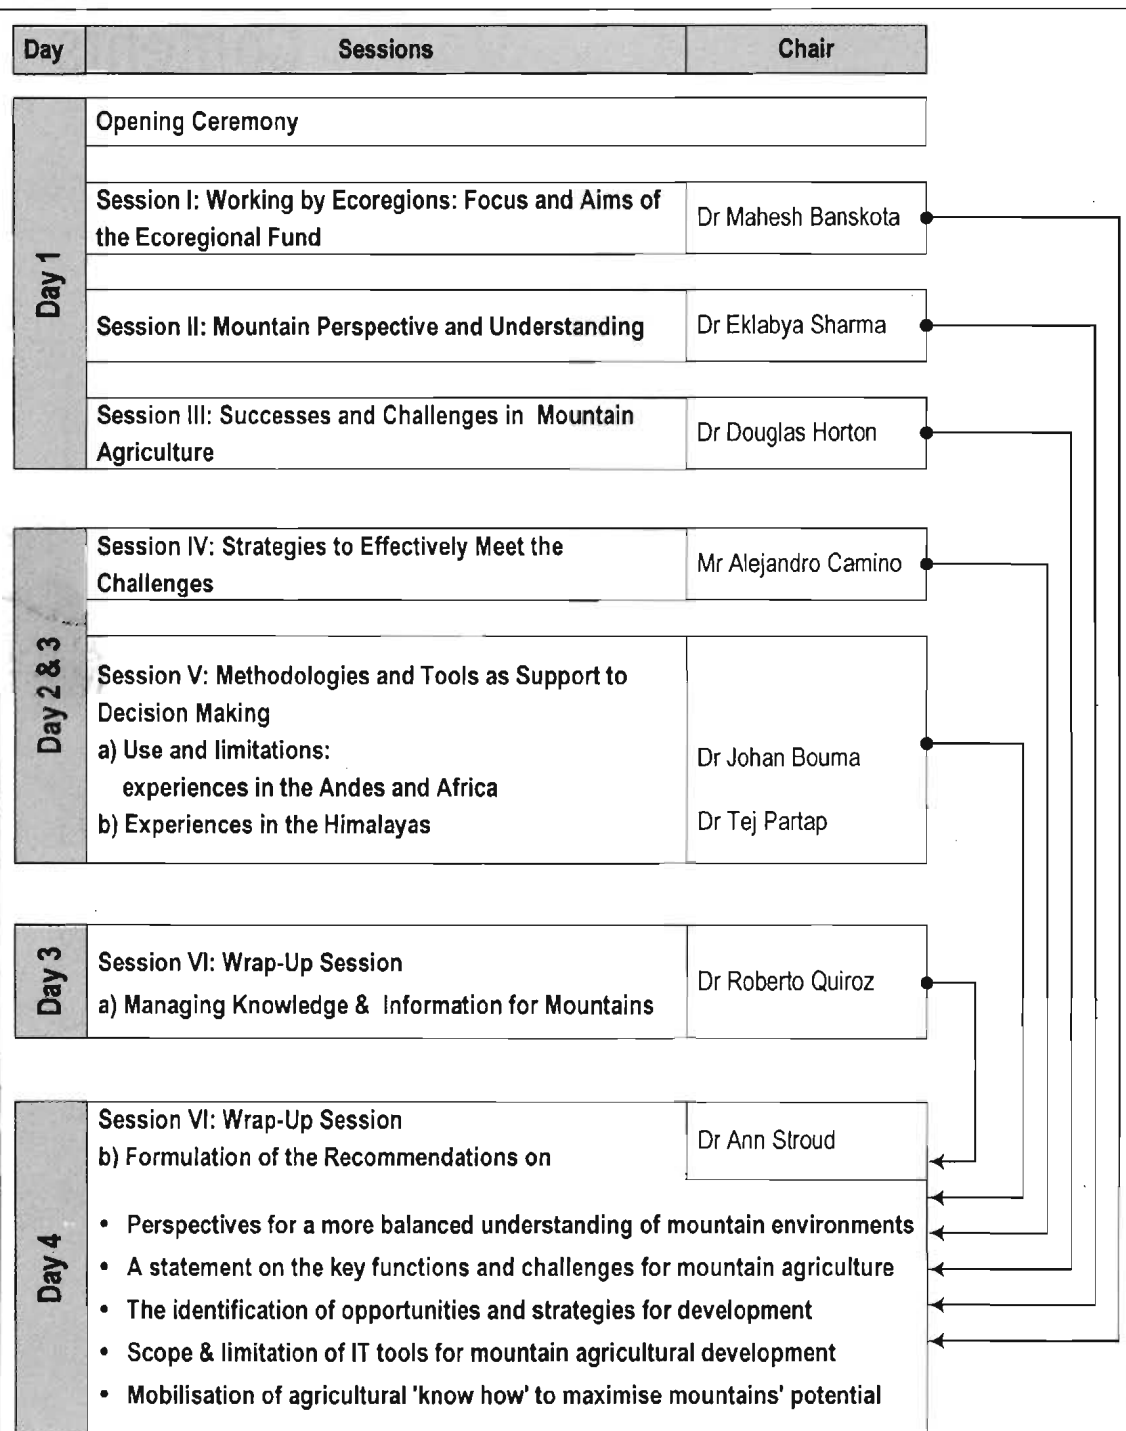 Day Sessions Chair
Opening Ceremony
Day 1
Session I: Working by Ecoregions: Focus and Aims of
the Ecoregional Fund
Dr Mahesh Banskota
Session II: Mountain Perspective and Understanding
Dr Eklabya Sharma
Session III: Successes and Challenges in Mountain
Agriculture
Dr Douglas Horton
Day 2 & 3
Session IV: Strategies to Effectively Meet the
Challenges
Mr Alejandro Camino
Session V: Methodologies and Tools as Support to
Decision Making
a) Use and limitations:
experiences in the Andes and Africa
b) Experiences in the Himalayas
Dr Johan Bouma
Dr Tej Partap
Day 3
Session VI: Wrap-Up Session
a) Managing Knowledge & Information for Mountains
Dr Roberto Quiroz
Day 4
Session VI: Wrap-Up Session
b) Formulation of the Recommendations on
Dr Ann Stroud
• Perspectives for a more balanced understanding of mountain environments
• A statement on the key functions and challenges for mountain agriculture
• The identification of opportunities and strategies for development
• Scope & limitation of IT tools for mountain agricultural development
• Mobilisation of agricultural 'know how' to maximise mountains' potential